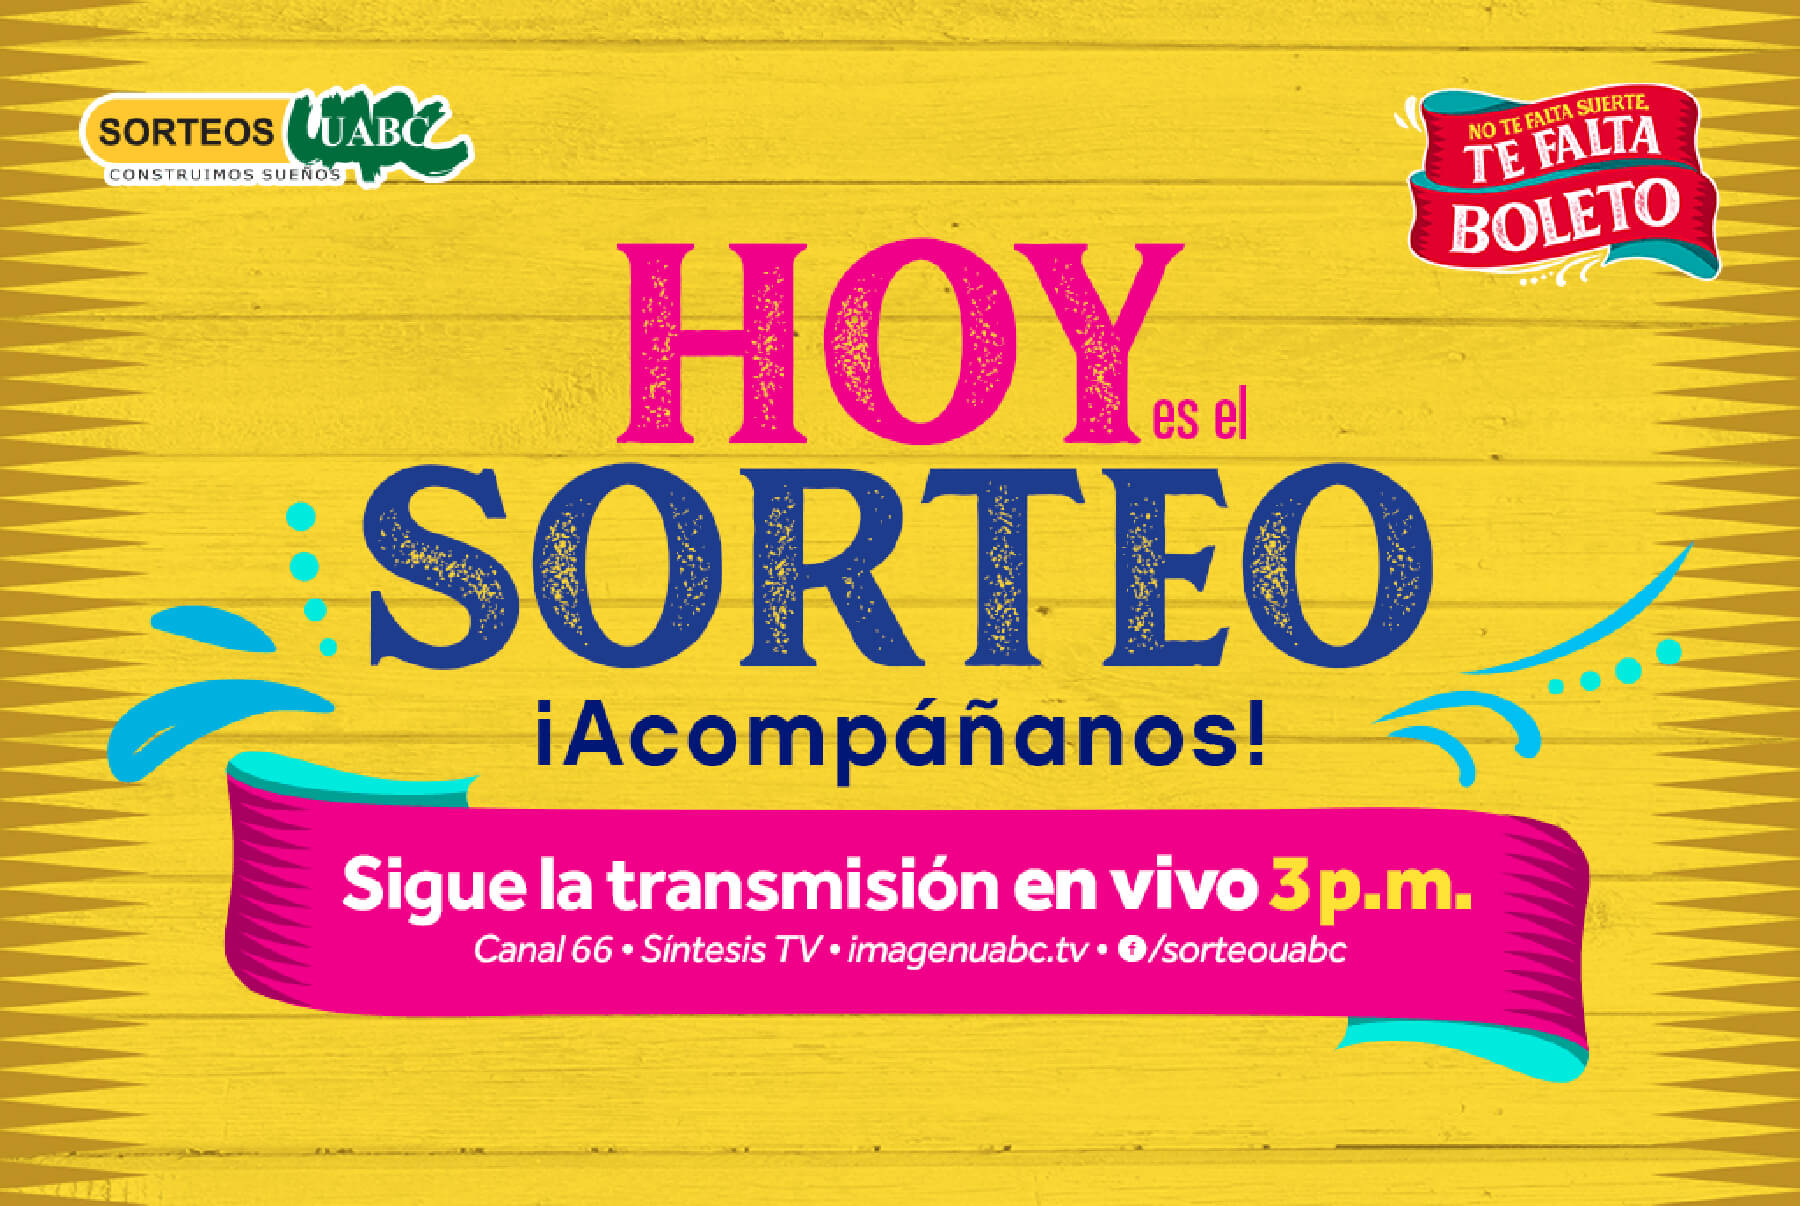 SORTEOS UABC
CONSTRUIMOS SUEÑOS
NO TE FALTA SUERTE,
TE FALTA
BOLETO
HOY es el
SORTEO
¡Acompáñanos!
Sigue la transmisión en vivo 3 p.m.
Canal 66 • Síntesis TV • imagenuabc.tv • f/sorteouabc